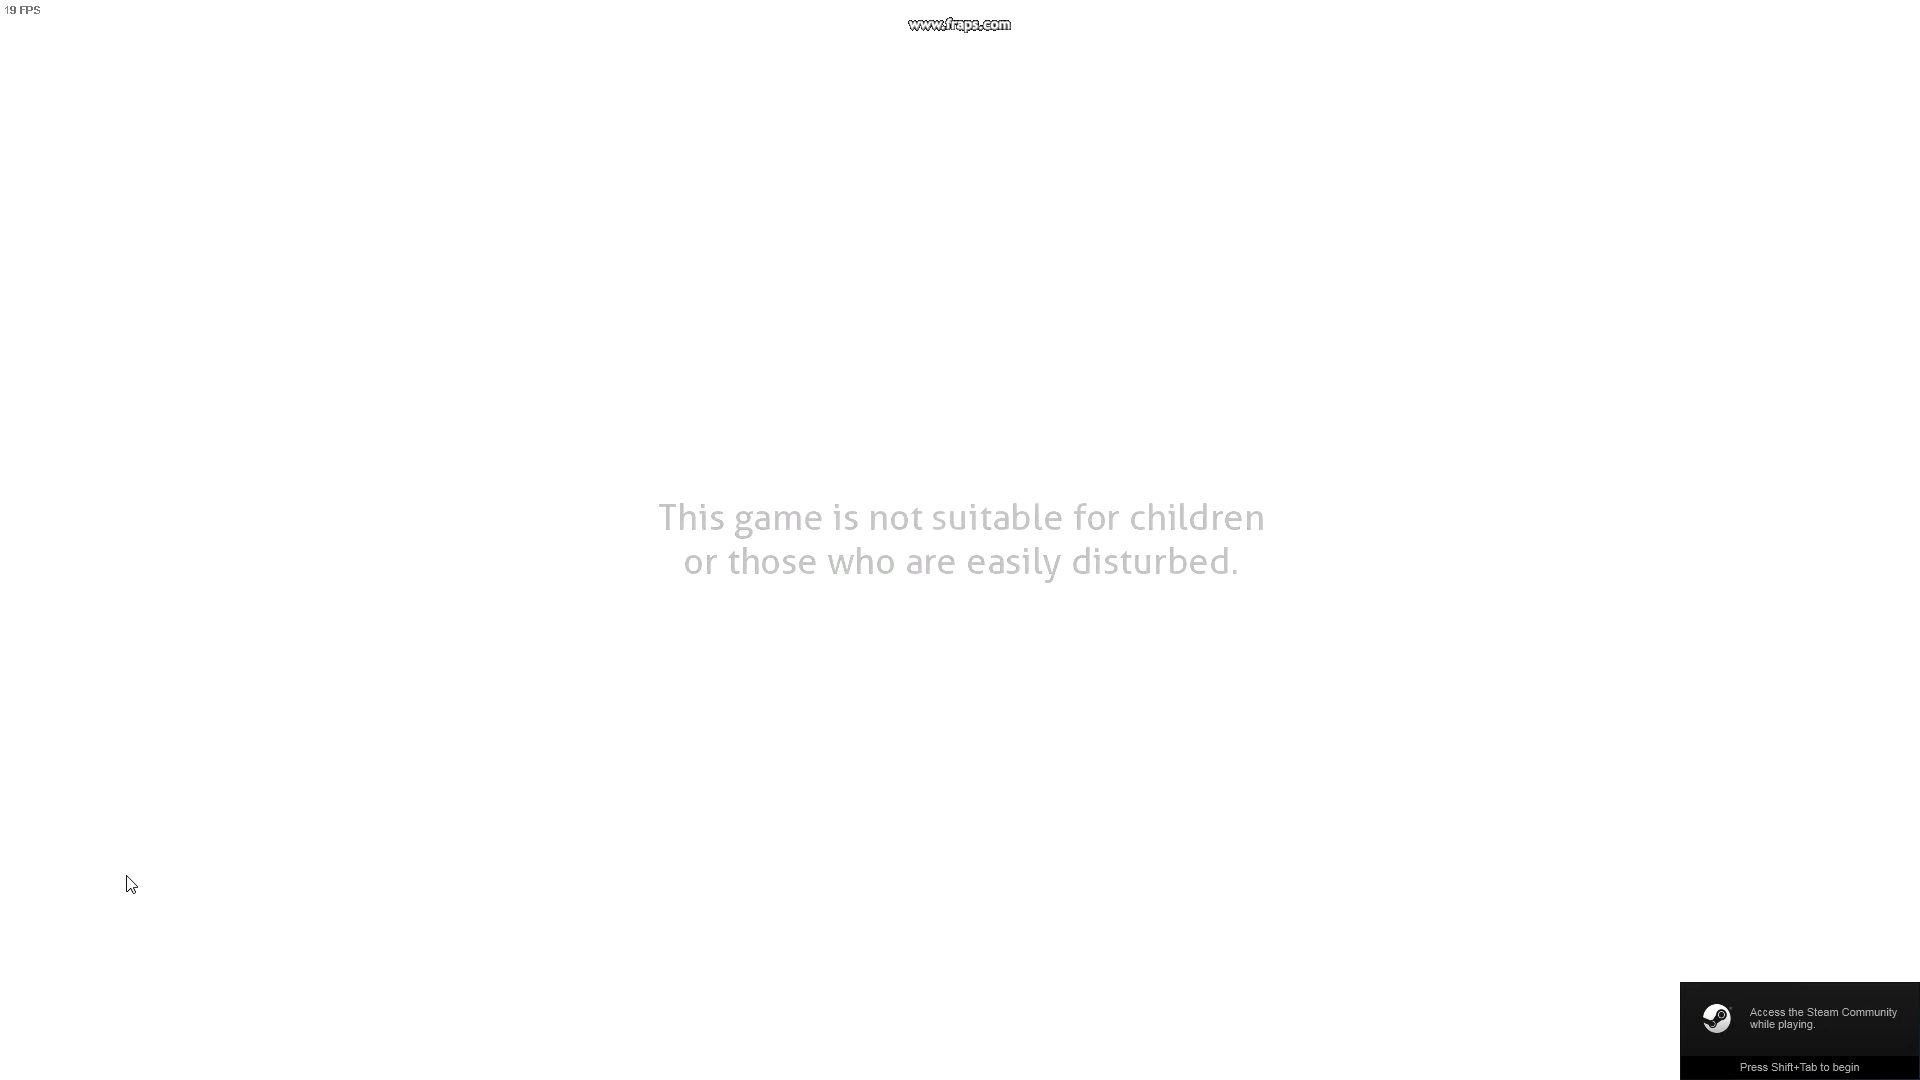 19 FPS
www.fraps.com
This game is not suitable for children
or those who are easily disturbed.
Access the Steam Community
while playing.
Press Shift+Tab to begin